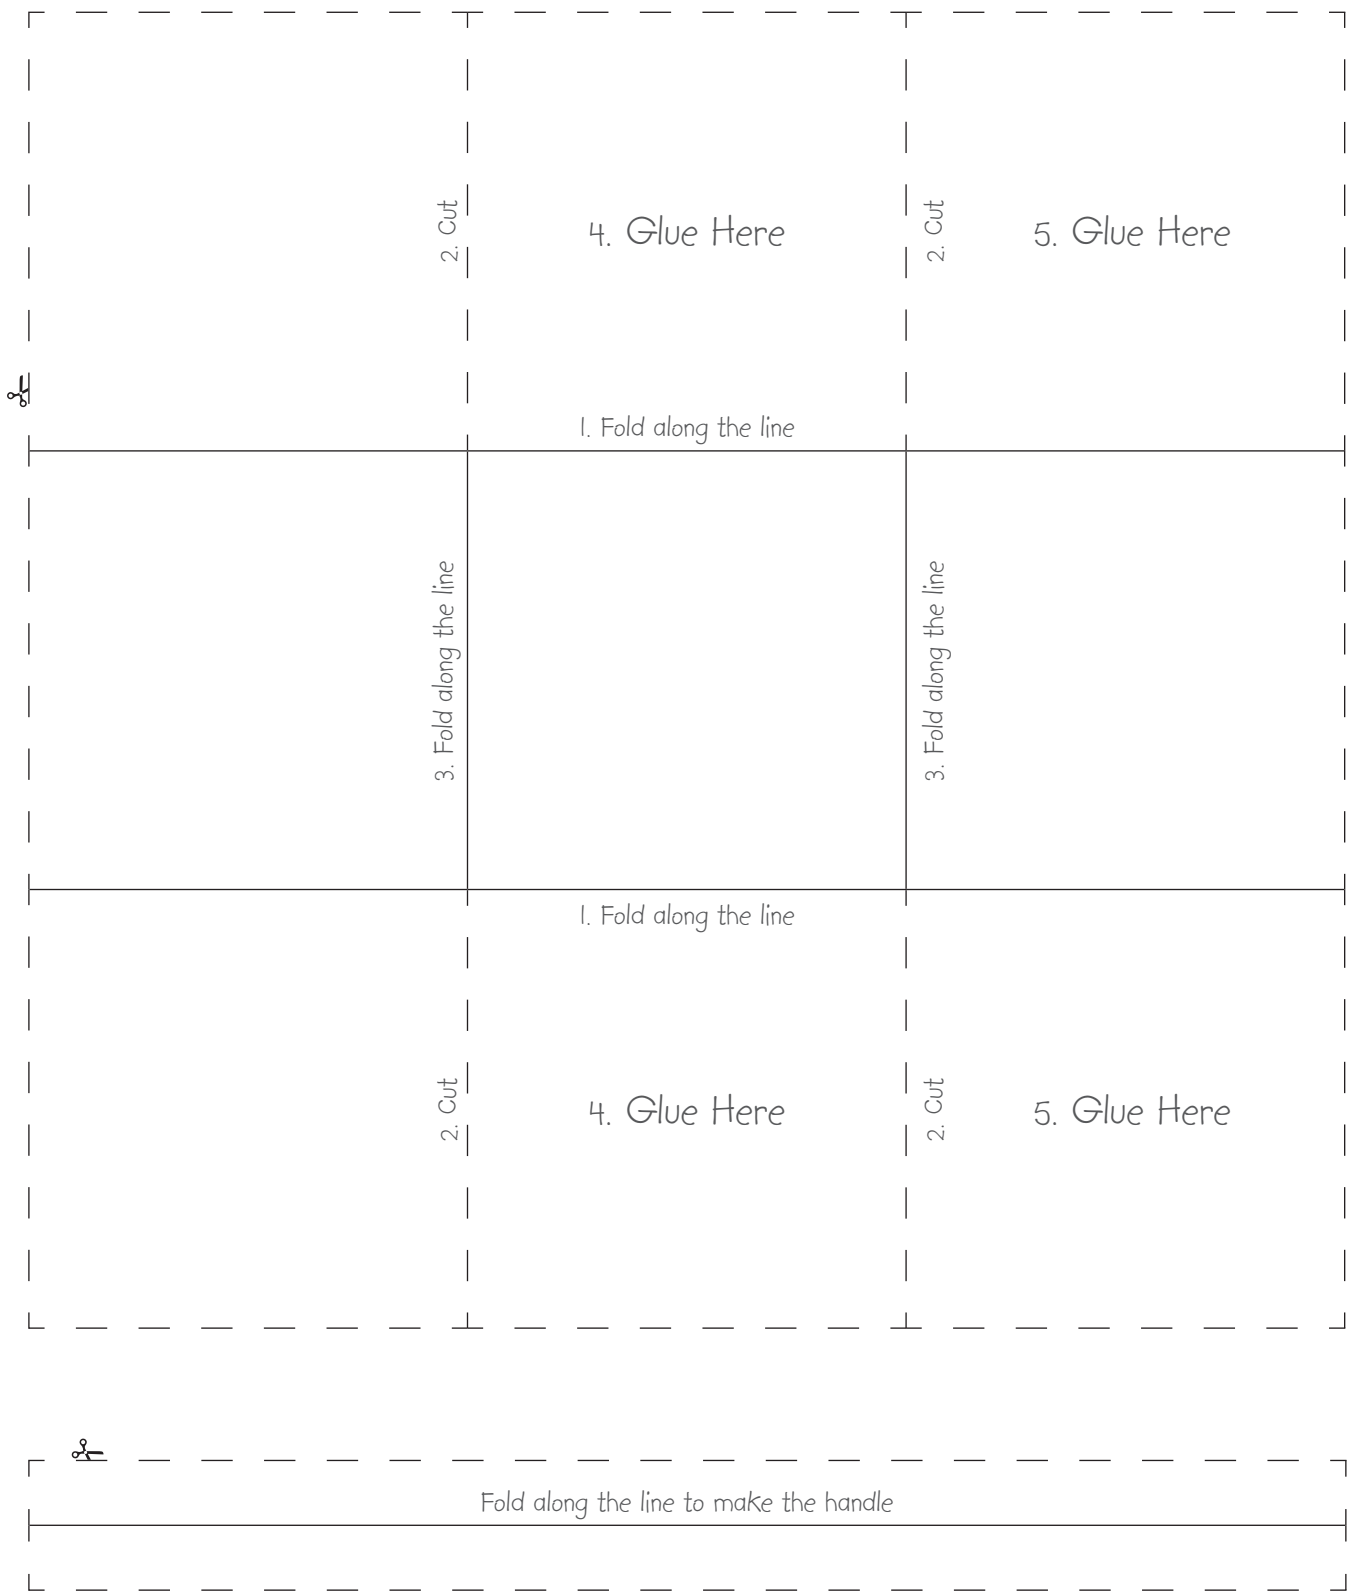 2. Cut
4. Glue Here
2. Cut
5. Glue Here
1. Fold along the line
3. Fold along the line
3. Fold along the line
1. Fold along the line
2. Cut
4. Glue Here
2. Cut
5. Glue Here
Fold along the line to make the handle